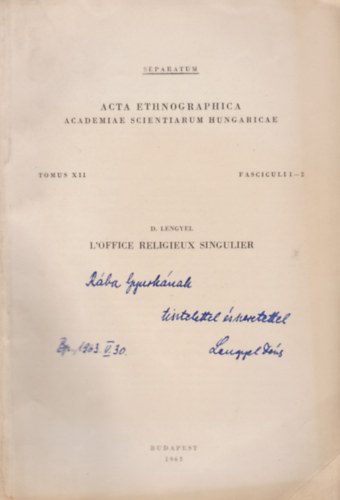 SEPARATUM
ACTA ETHNOGRAPHICA
ACADEMIAE SCIENTIARUM HUNGARICAE
TOMUS XII
FASCICULI 1–2
D. LENGYEL
L'OFFICE RELIGIEUX SINGULIER
Rába Gyurkának
tisztelettel és szeretettel
Bp, 1963. VI. 30.
Lengyel Dénes
BUDAPEST
1963